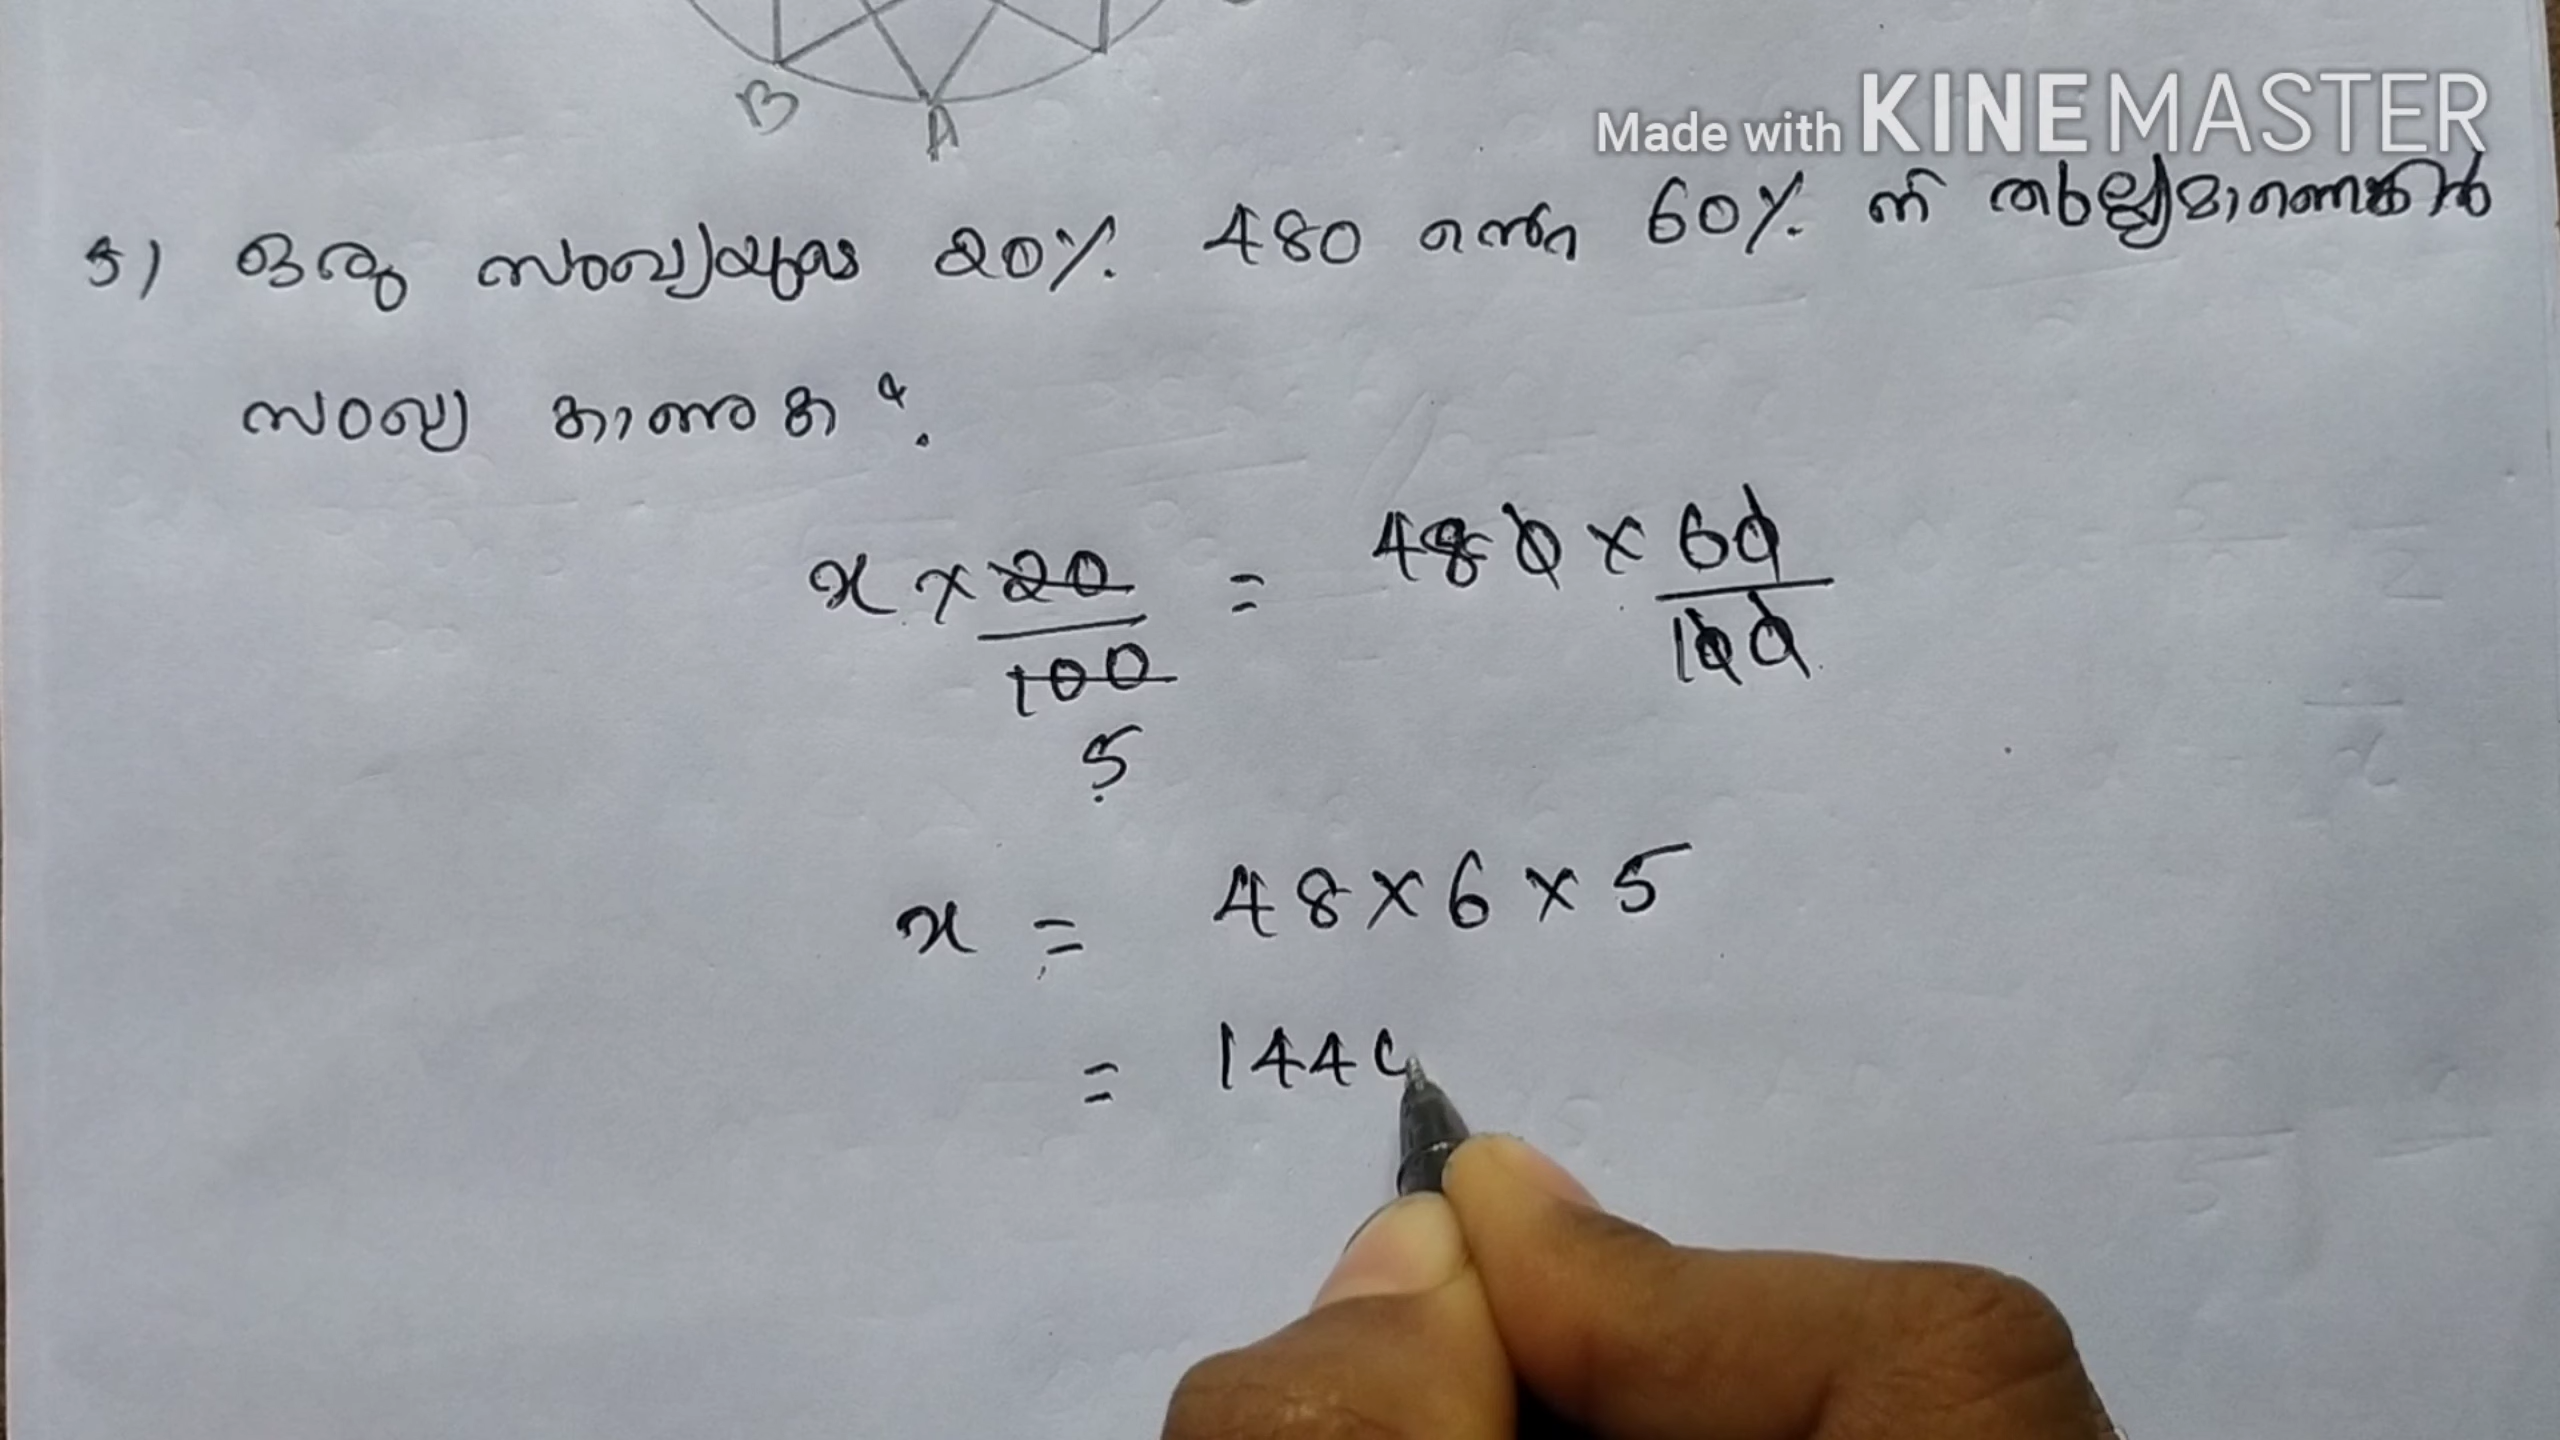 B
A
Made with KINEMASTER
5) ഒരു സംഖ്യയുടെ 20% 480 ന്റെ 60% ന് തുല്യമാണെങ്കിൽ
സംഖ്യ കാണുക ?
x × 20/100 = 480 × 60/100
5
x = 48 × 6 × 5
= 1440